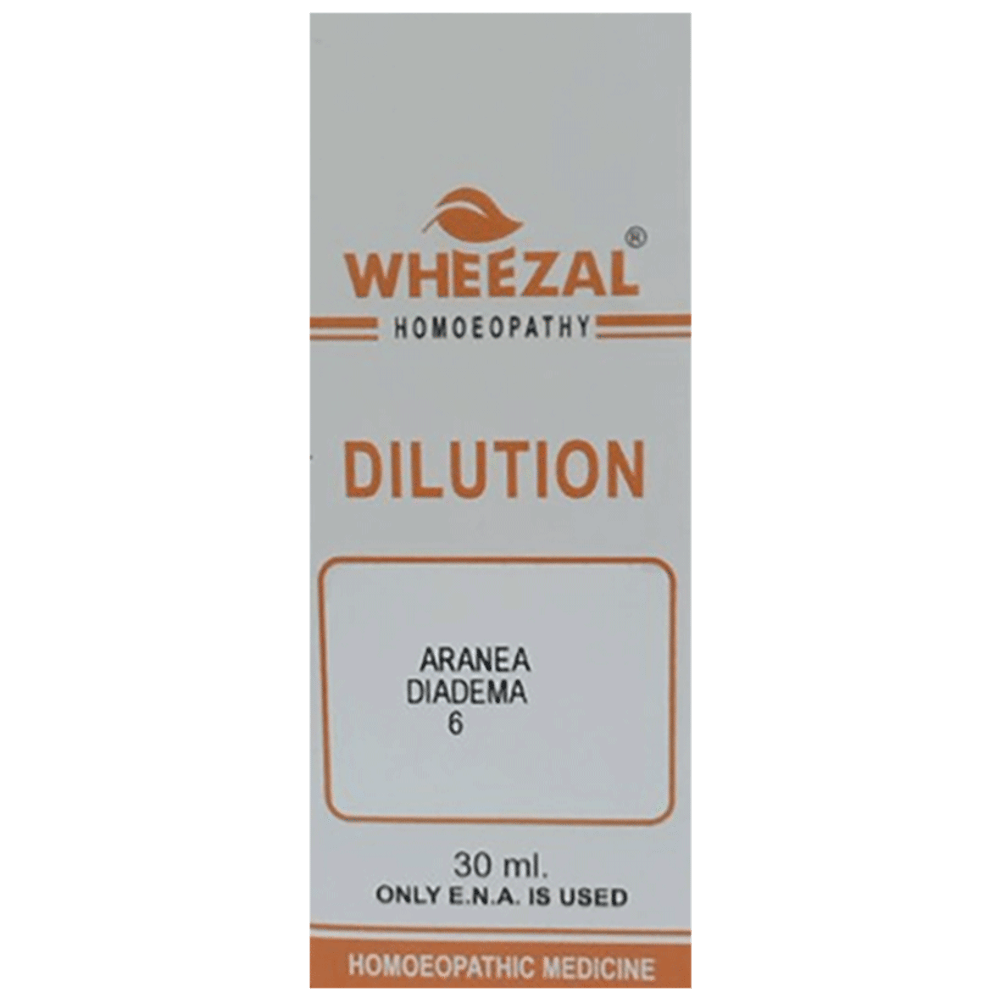 WHEEZAL®
HOMOEOPATHY
DILUTION
ARANEA
DIADEMA
6
30 ml.
ONLY E.N.A. IS USED
HOMOEOPATHIC MEDICINE